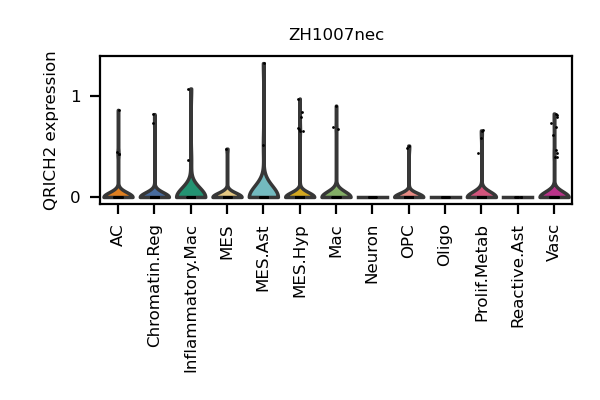 ZH1007nec
QRICH2 expression
1
0
AC
Chromatin.Reg
Inflammatory.Mac
MES
MES.Ast
MES.Hyp
Mac
Neuron
OPC
Oligo
Prolif.Metab
Reactive.Ast
Vasc